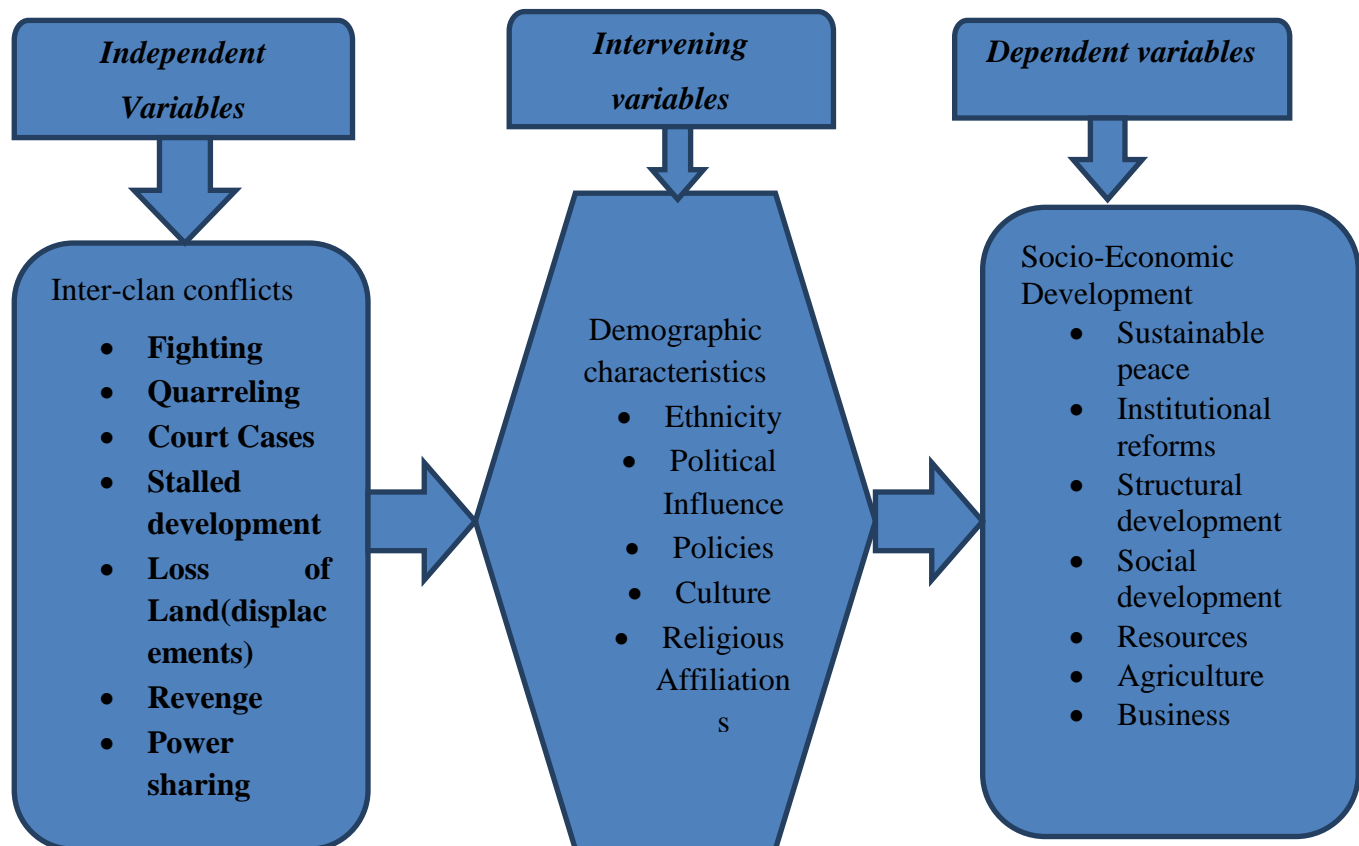 Independent
Variables
Intervening
variables
Dependent variables
Inter-clan conflicts
• Fighting
• Quarreling
• Court Cases
• Stalled
development
• Loss of
Land(displac
ements)
• Revenge
• Power
sharing
Demographic
characteristics
• Ethnicity
• Political
Influence
• Policies
• Culture
• Religious
Affiliation
s
Socio-Economic
Development
• Sustainable
peace
• Institutional
reforms
• Structural
development
• Social
development
• Resources
• Agriculture
• Business